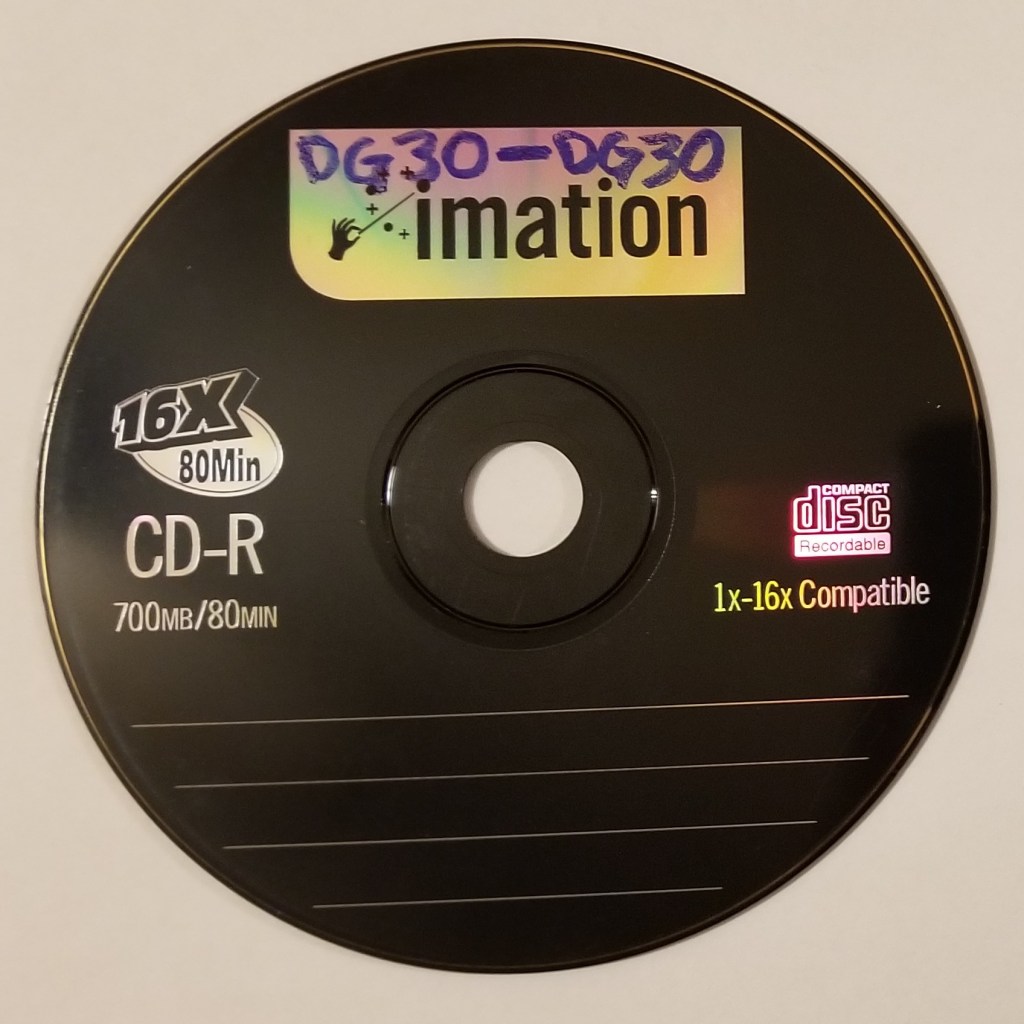 DG30-DG30
imation
16X
80Min
CD-R
700MB/80MIN
COMPACT
disc
Recordable
1x-16x Compatible